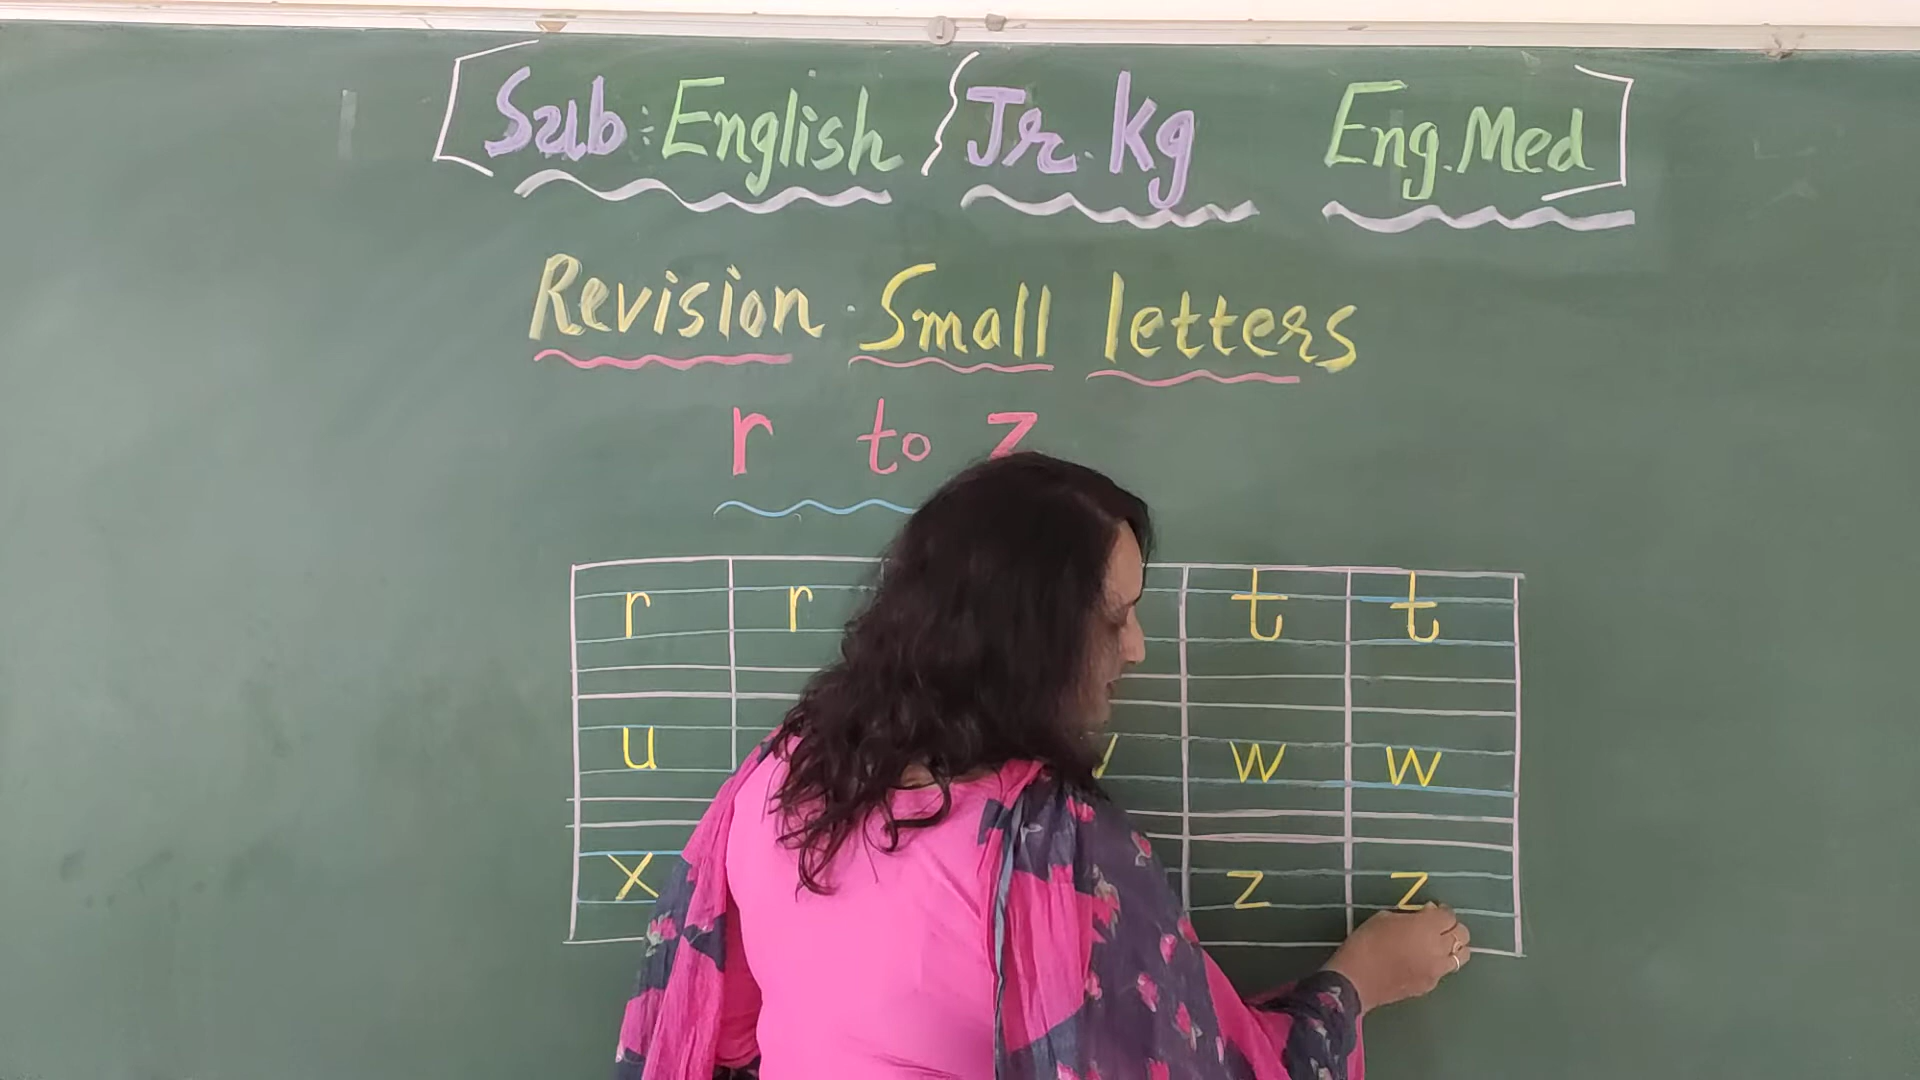 [Sub : English { Jr. Kg Eng. Med]
Revision Small letters
r to z
r r t t
u v w w
x z z